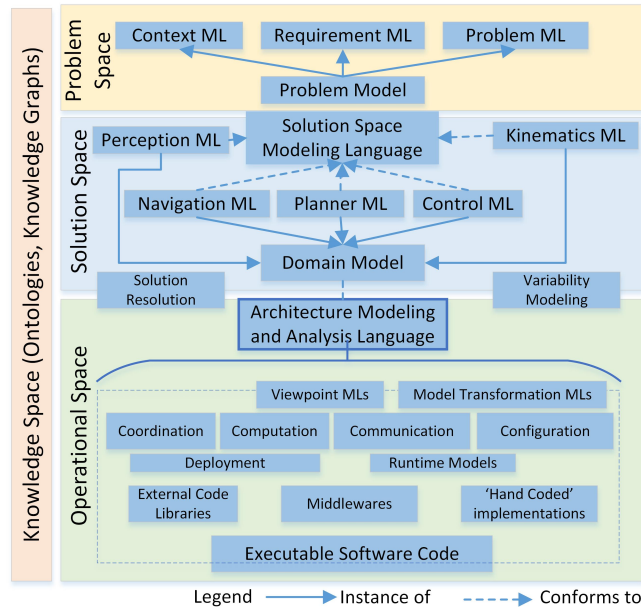 Knowledge Space (Ontologies, Knowledge Graphs)
Problem
Space
Context ML
Requirement ML
Problem ML
Problem Model
Solution Space
Perception ML
Solution Space
Modeling Language
Kinematics ML
Navigation ML
Planner ML
Control ML
Domain Model
Solution
Resolution
Variability
Modeling
Operational Space
Architecture Modeling
and Analysis Language
Viewpoint MLs
Model Transformation MLs
Coordination
Computation
Communication
Configuration
Deployment
Runtime Models
External Code
Libraries
Middlewares
‘Hand Coded’
implementations
Executable Software Code
Legend
Instance of
Conforms to